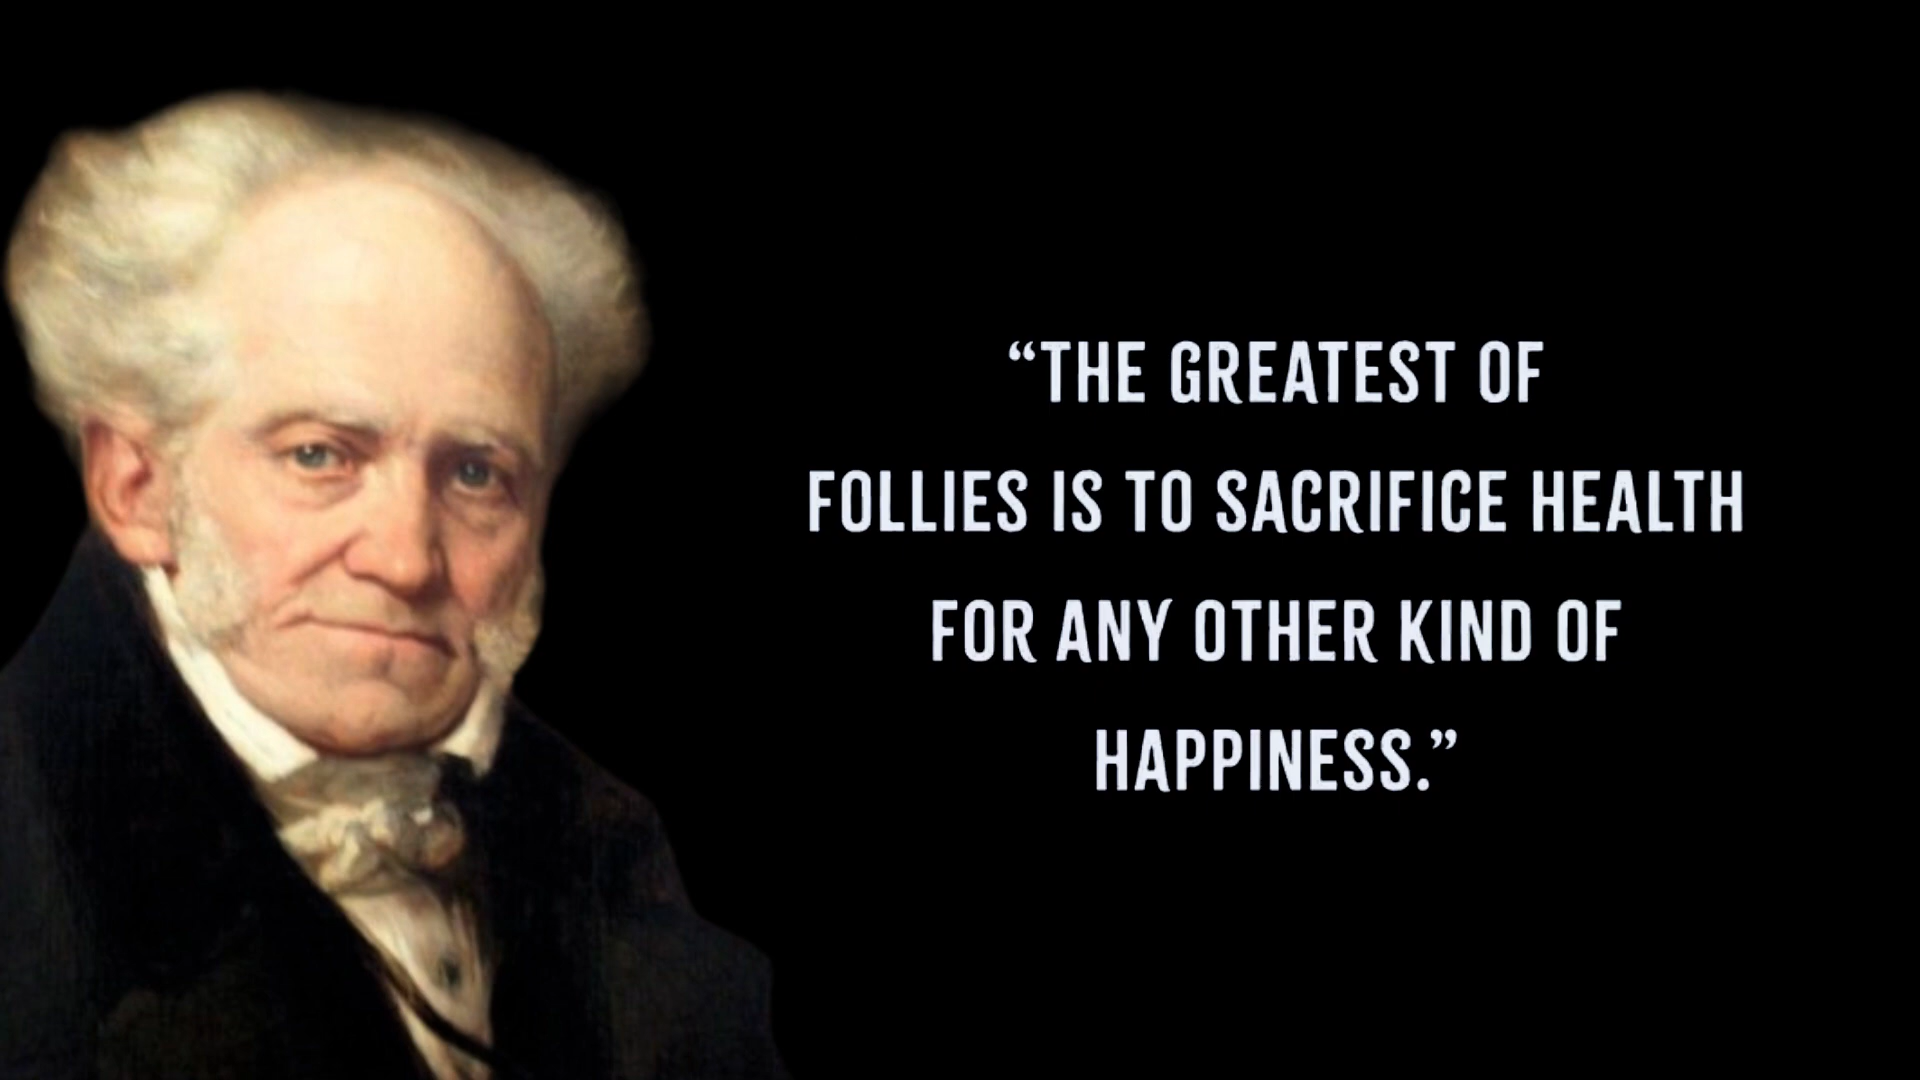 “THE GREATEST OF
FOLLIES IS TO SACRIFICE HEALTH
FOR ANY OTHER KIND OF
HAPPINESS.”